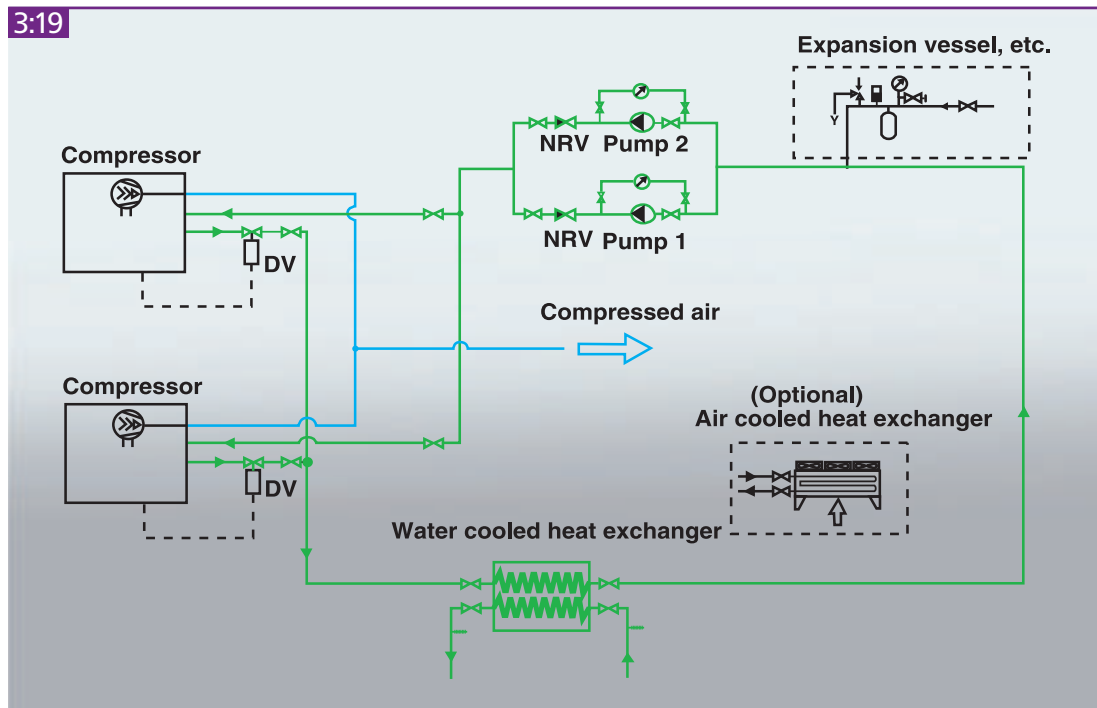 3:19
Expansion vessel, etc.
Y
NRV Pump 2
Compressor
NRV Pump 1
DV
Compressed air
Compressor
(Optional)
Air cooled heat exchanger
DV
Water cooled heat exchanger